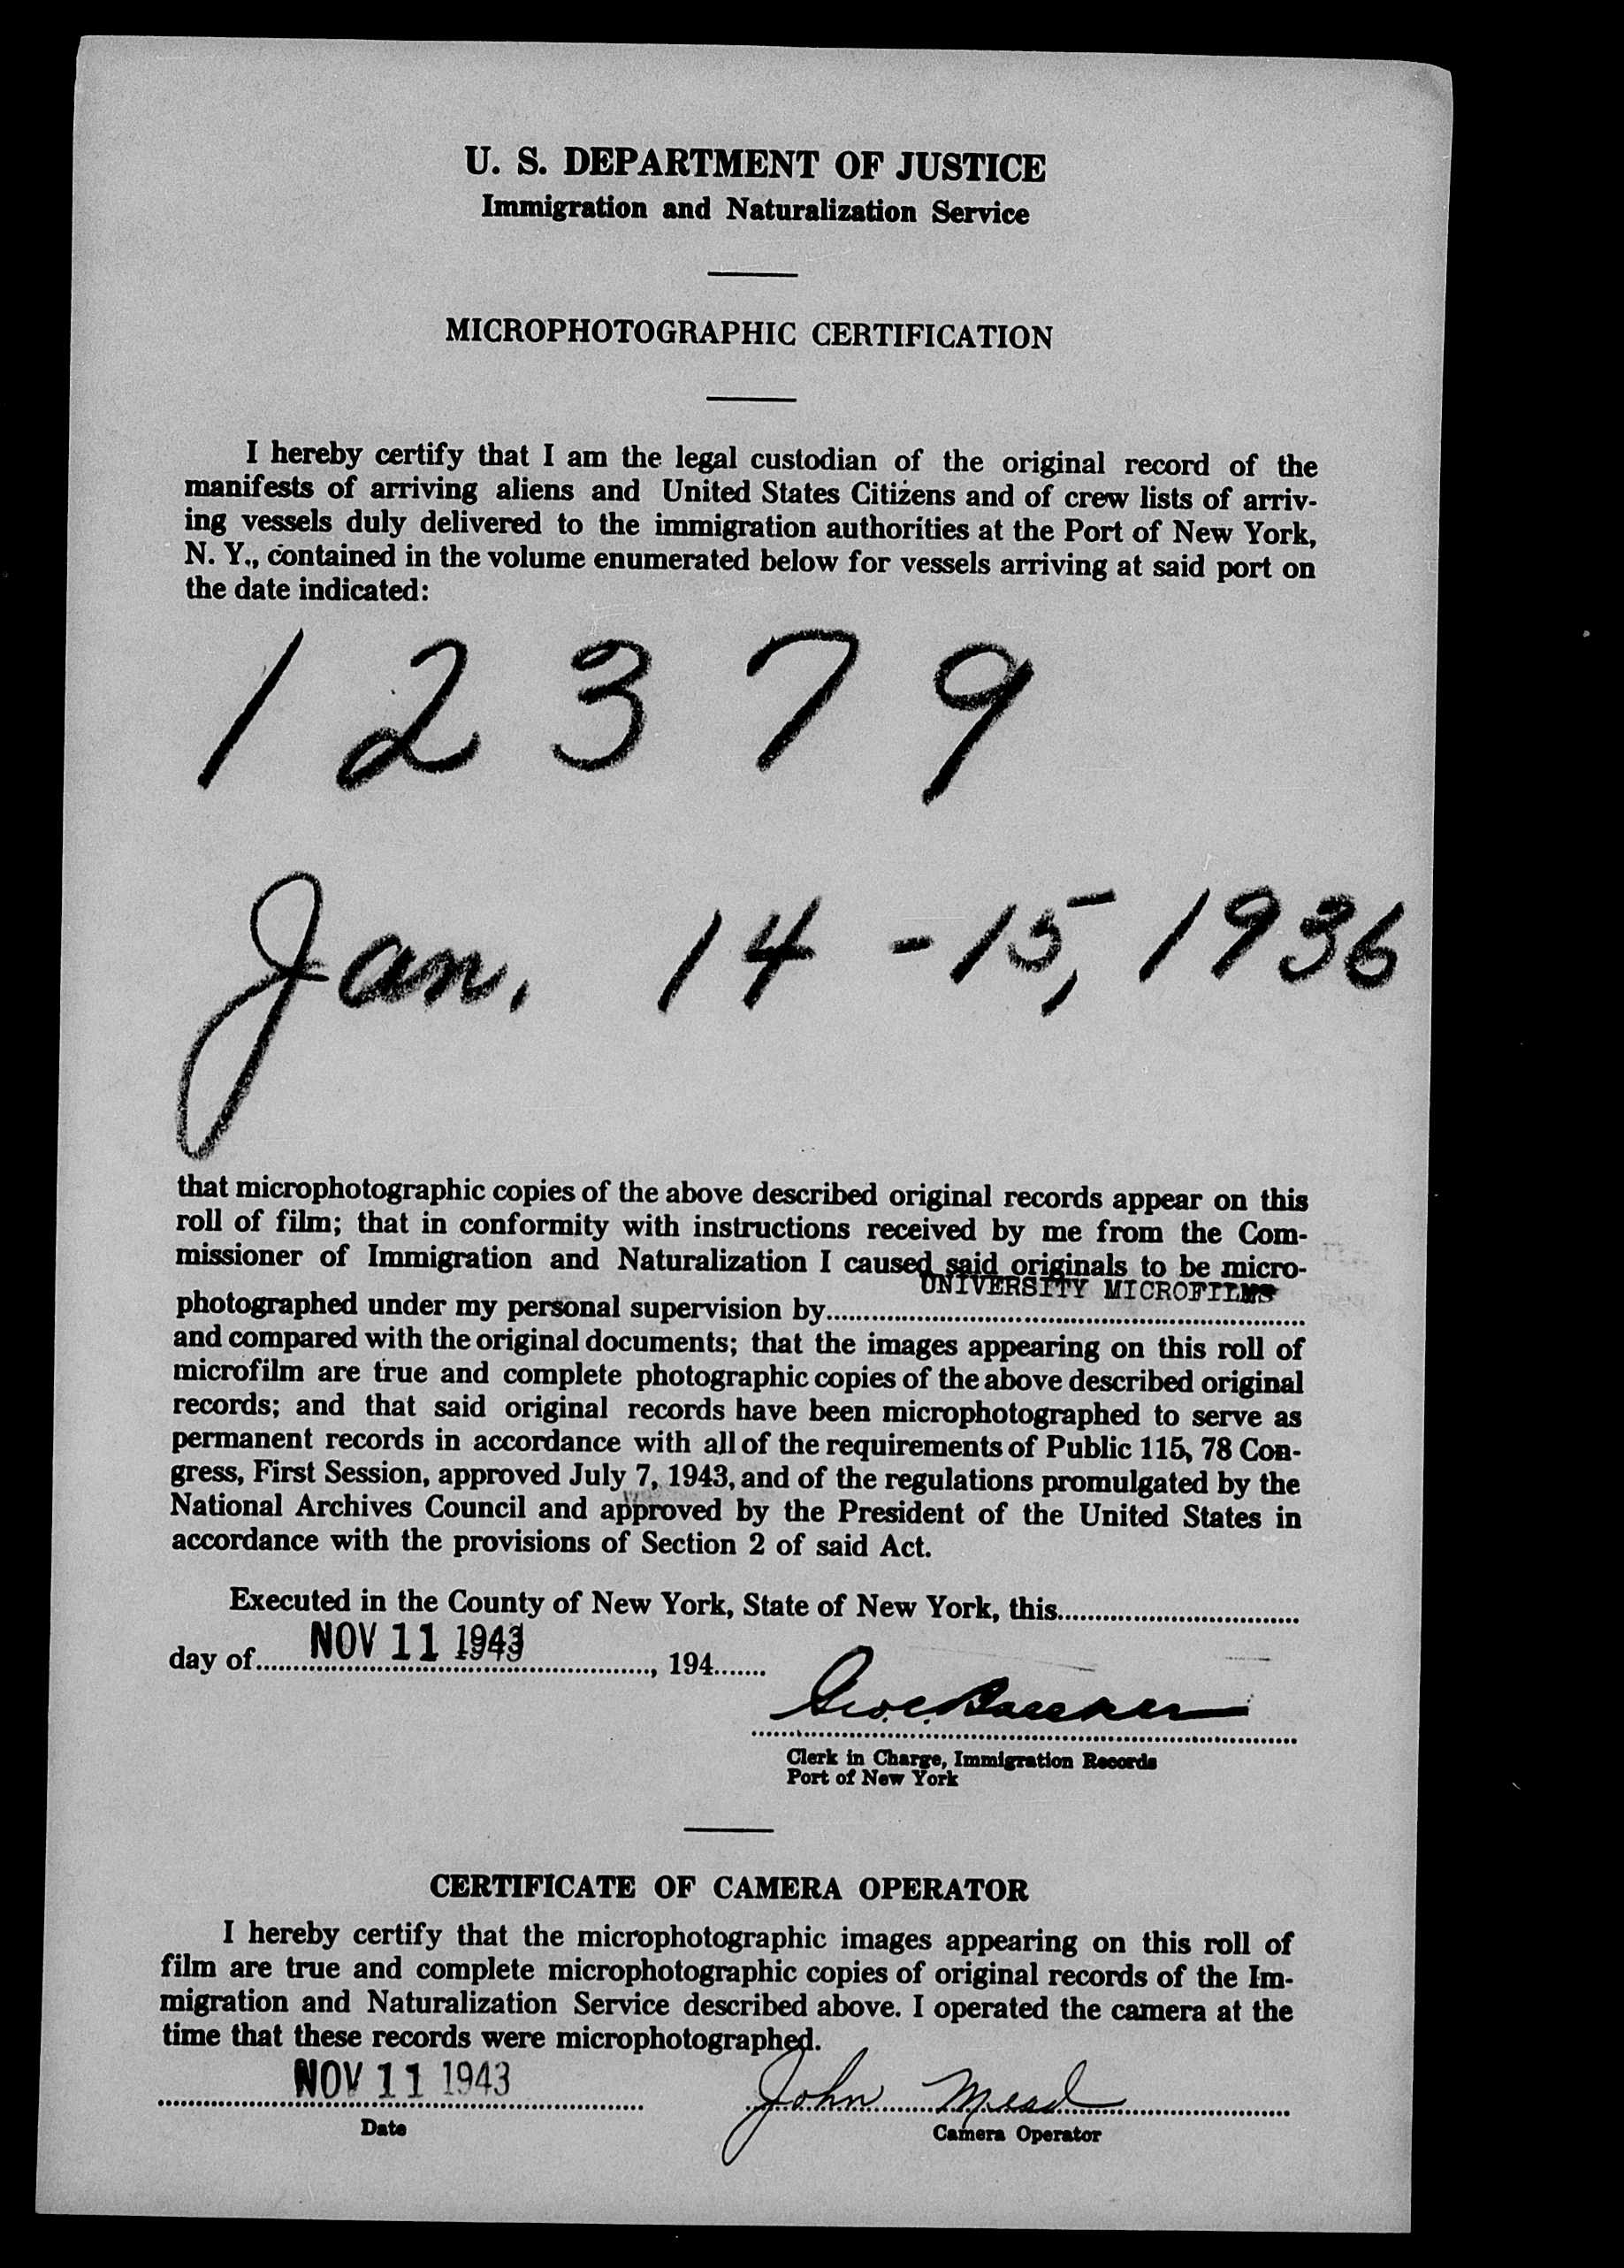 U. S. DEPARTMENT OF JUSTICE
Immigration and Naturalization Service
MICROPHOTOGRAPHIC CERTIFICATION
I hereby certify that I am the legal custodian of the original record of the
manifests of arriving aliens and United States Citizens and of crew lists of arriv-
ing vessels duly delivered to the immigration authorities at the Port of New York,
N. Y., contained in the volume enumerated below for vessels arriving at said port on
the date indicated:
12379
Jan. 14-15, 1936
that microphotographic copies of the above described original records appear on this
roll of film; that in conformity with instructions received by me from the Com-
missioner of Immigration and Naturalization I caused said originals to be micro-
UNIVERSITY MICROFILMS
photographed under my personal supervision by
and compared with the original documents; that the images appearing on this roll of
microfilm are true and complete photographic copies of the above described original
records; and that said original records have been microphotographed to serve as
permanent records in accordance with all of the requirements of Public 115, 78 Con-
gress, First Session, approved July 7, 1943, and of the regulations promulgated by the
National Archives Council and approved by the President of the United States in
accordance with the provisions of Section 2 of said Act.
Executed in the County of New York, State of New York, this
NOV 11 1943
day of , 194
Clerk in Charge, Immigration Records
Port of New York
CERTIFICATE OF CAMERA OPERATOR
I hereby certify that the microphotographic images appearing on this roll of
film are true and complete microphotographic copies of original records of the Im-
migration and Naturalization Service described above. I operated the camera at the
time that these records were microphotographed.
NOV 11 1943 John Mead
Date Camera Operator